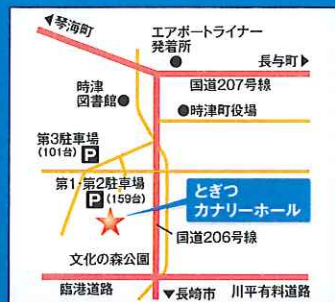 ◀琴海町
エアポートライナー
発着所
長与町▶
国道207号線
時津
図書館
時津町役場
第3駐車場
(101台)
P
第1・第2駐車場
P
(159台)
とぎつ
カナリーホール
国道206号線
文化の森公園
臨港道路
▼長崎市
川平有料道路